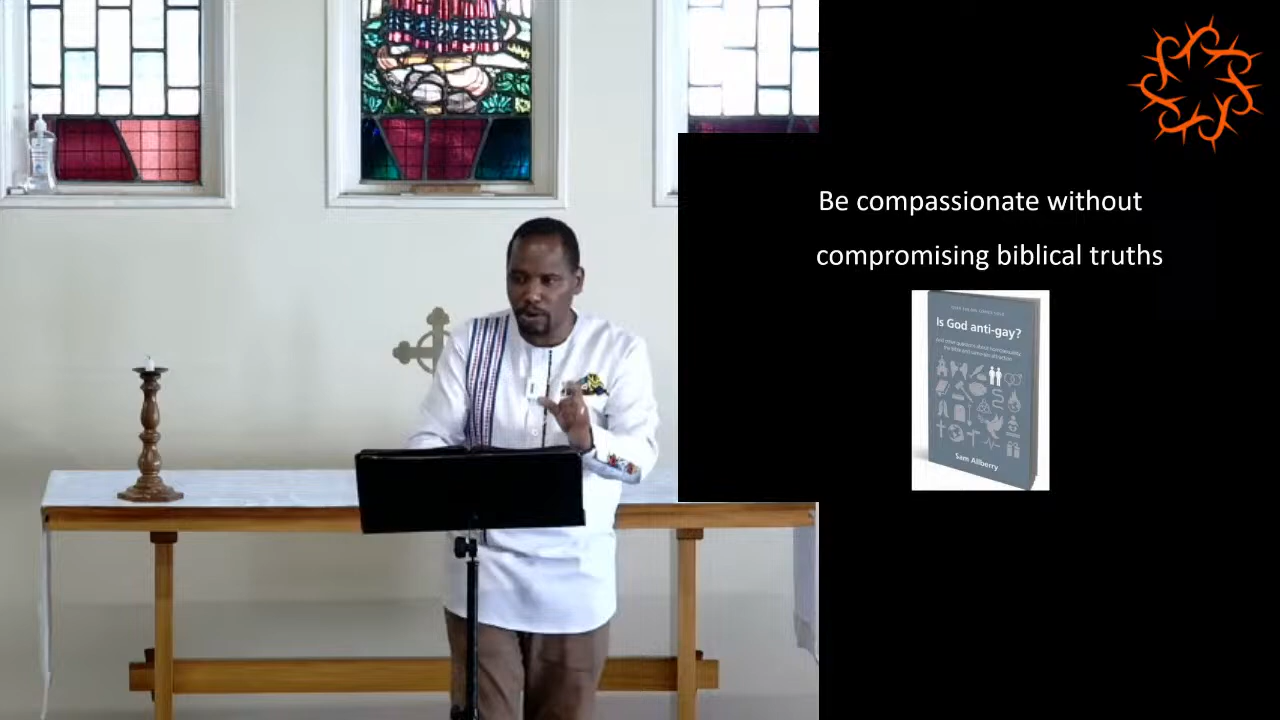 Be compassionate without
compromising biblical truths
Is God anti-gay?
Sam Allberry